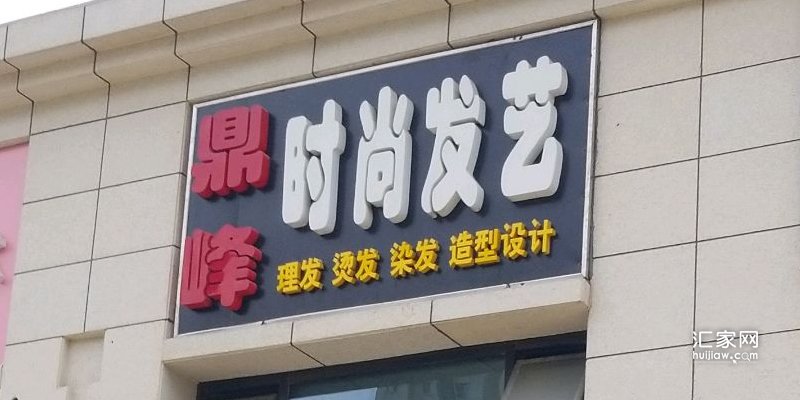 鼎峰
时尚发艺
理发 烫发 染发 造型设计
汇家网
huijiaw.com